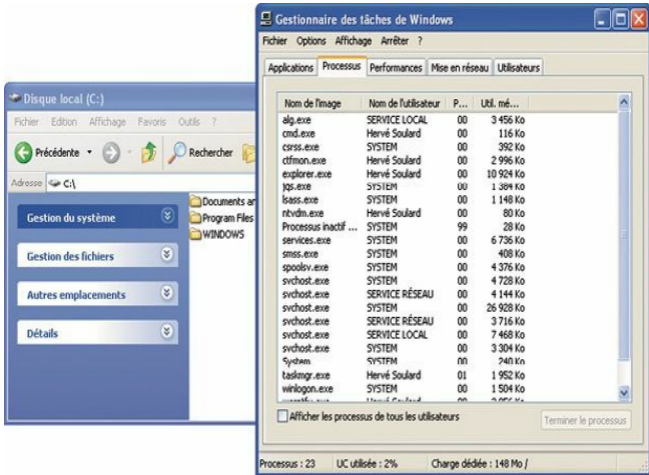 Disque local (C:)
Fichier Edition Affichage Favoris Outils ?
Précédente Rechercher
Adresse C:\
Gestion du système
Gestion des fichiers
Autres emplacements
Détails
Documents an
Program Files
WINDOWS
Gestionnaire des tâches de Windows
Fichier Options Affichage Arrêter ?
Applications Processus Performances Mise en réseau Utilisateurs
Nom de l'image Nom de l'utilisateur P... Util. mé...
alg.exe SERVICE LOCAL 00 3 456 Ko
cmd.exe Hervé Soulard 00 116 Ko
csrss.exe SYSTEM 00 392 Ko
ctfmon.exe Hervé Soulard 00 2 996 Ko
explorer.exe Hervé Soulard 00 10 924 Ko
jqs.exe SYSTEM 00 1 384 Ko
lsass.exe SYSTEM 00 1 148 Ko
ntvdm.exe Hervé Soulard 00 80 Ko
Processus inactif ... SYSTEM 99 28 Ko
services.exe SYSTEM 00 6 736 Ko
smss.exe SYSTEM 00 408 Ko
spoolsv.exe SYSTEM 00 4 376 Ko
svchost.exe SYSTEM 00 4 728 Ko
svchost.exe SERVICE RÉSEAU 00 4 144 Ko
svchost.exe SYSTEM 00 26 928 Ko
svchost.exe SERVICE RÉSEAU 00 3 716 Ko
svchost.exe SERVICE LOCAL 00 7 468 Ko
svchost.exe SYSTEM 00 3 304 Ko
System SYSTEM 00 240 Ko
taskmgr.exe Hervé Soulard 01 1 952 Ko
winlogon.exe SYSTEM 00 1 504 Ko
Hervé Soulard 00
Afficher les processus de tous les utilisateurs
Terminer le processus
Processus : 23 UC utilisée : 2% Charge dédiée : 148 Mo /